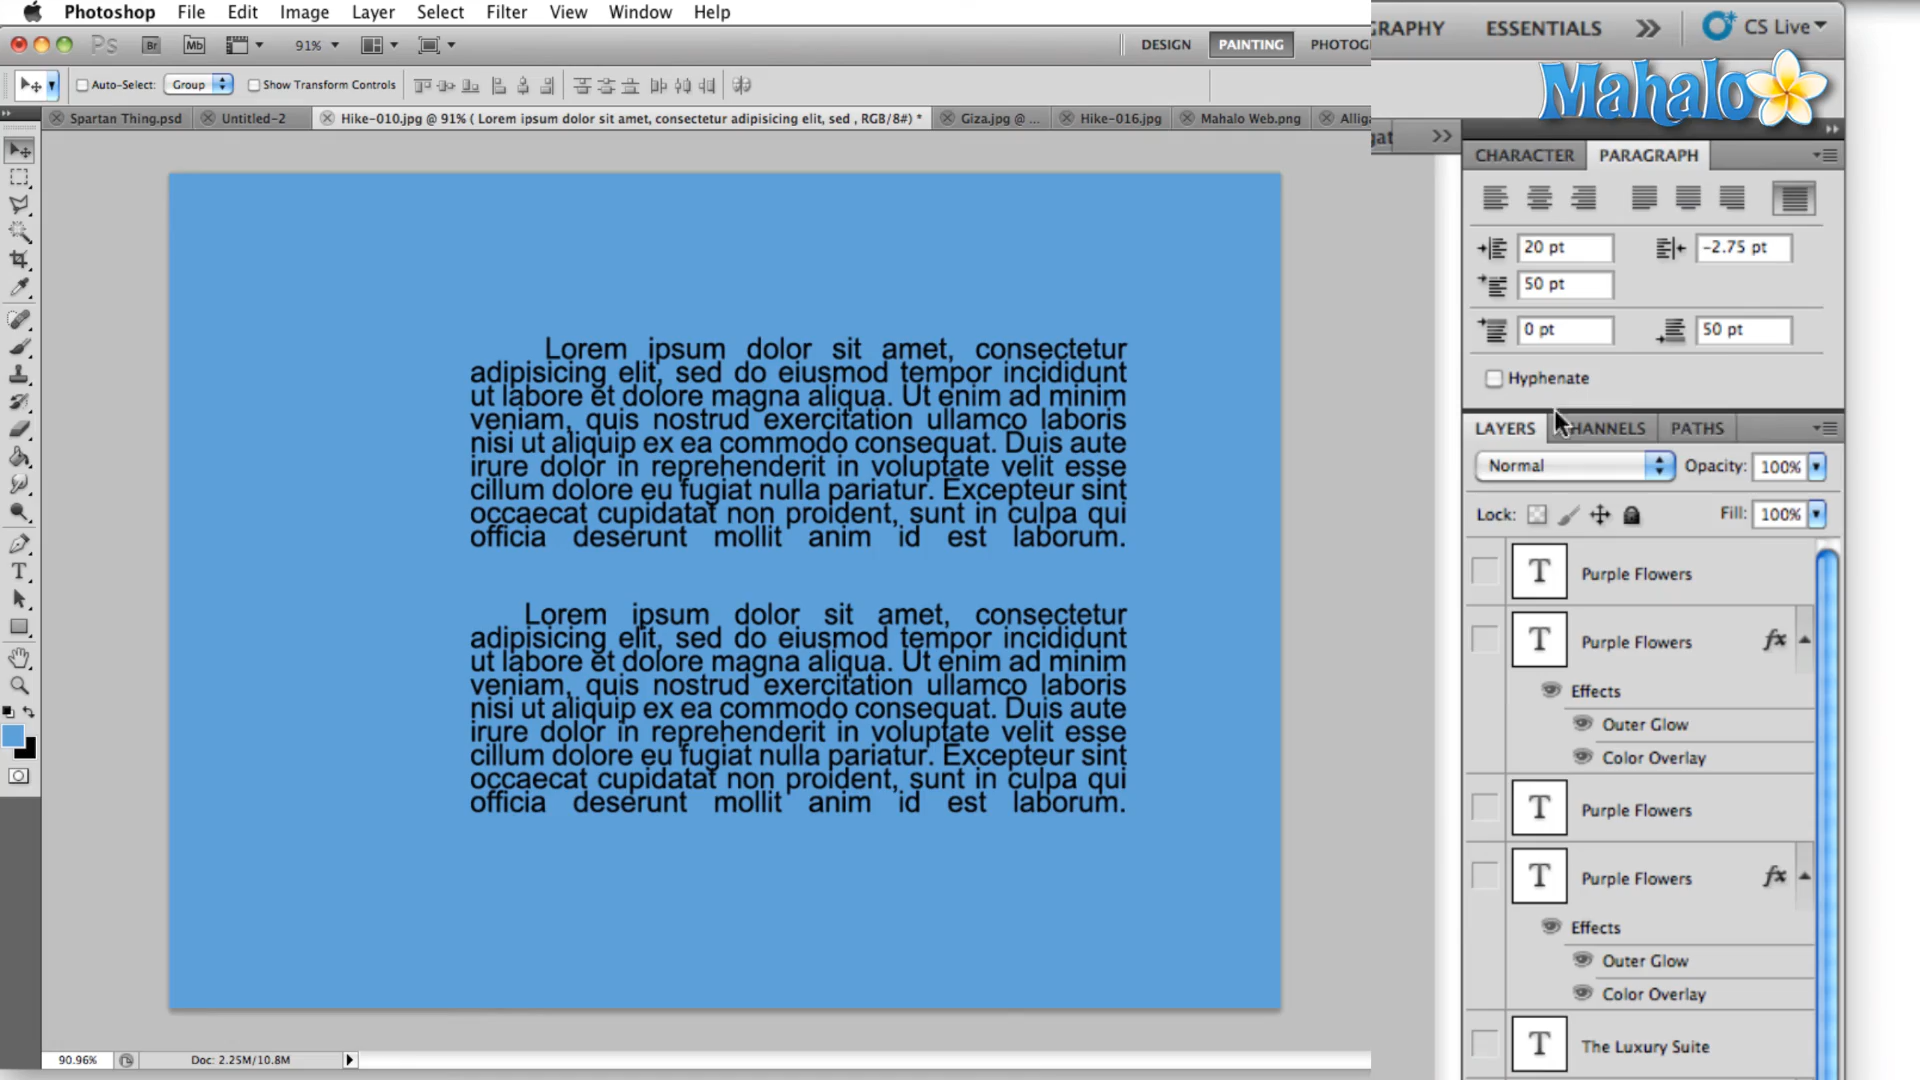 Photoshop File Edit Image Layer Select Filter View Window Help
Ps Br Mb 91% DESIGN PAINTING PHOTOG
GRAPHY ESSENTIALS CS Live
Auto-Select: Group Show Transform Controls
Mahalo
Spartan Thing.psd Untitled-2 Hike-010.jpg @ 91% ( Lorem ipsum dolor sit amet, consectetur adipisicing elit, sed , RGB/8#) * Giza.jpg @ ... Hike-016.jpg Mahalo Web.png Allig
gat
CHARACTER PARAGRAPH
20 pt -2.75 pt
50 pt
0 pt 50 pt
Hyphenate
Lorem ipsum dolor sit amet, consectetur
adipisicing elit, sed do eiusmod tempor incididunt
ut labore et dolore magna aliqua. Ut enim ad minim
veniam, quis nostrud exercitation ullamco laboris
nisi ut aliquip ex ea commodo consequat. Duis aute
irure dolor in reprehenderit in voluptate velit esse
cillum dolore eu fugiat nulla pariatur. Excepteur sint
occaecat cupidatat non proident, sunt in culpa qui
officia deserunt mollit anim id est laborum.
Lorem ipsum dolor sit amet, consectetur
adipisicing elit, sed do eiusmod tempor incididunt
ut labore et dolore magna aliqua. Ut enim ad minim
veniam, quis nostrud exercitation ullamco laboris
nisi ut aliquip ex ea commodo consequat. Duis aute
irure dolor in reprehenderit in voluptate velit esse
cillum dolore eu fugiat nulla pariatur. Excepteur sint
occaecat cupidatat non proident, sunt in culpa qui
officia deserunt mollit anim id est laborum.
LAYERS HANNELS PATHS
Normal Opacity: 100%
Lock: Fill: 100%
T Purple Flowers
T Purple Flowers fx
Effects
Outer Glow
Color Overlay
T Purple Flowers
T Purple Flowers fx
Effects
Outer Glow
Color Overlay
T The Luxury Suite
90.96% Doc: 2.25M/10.8M